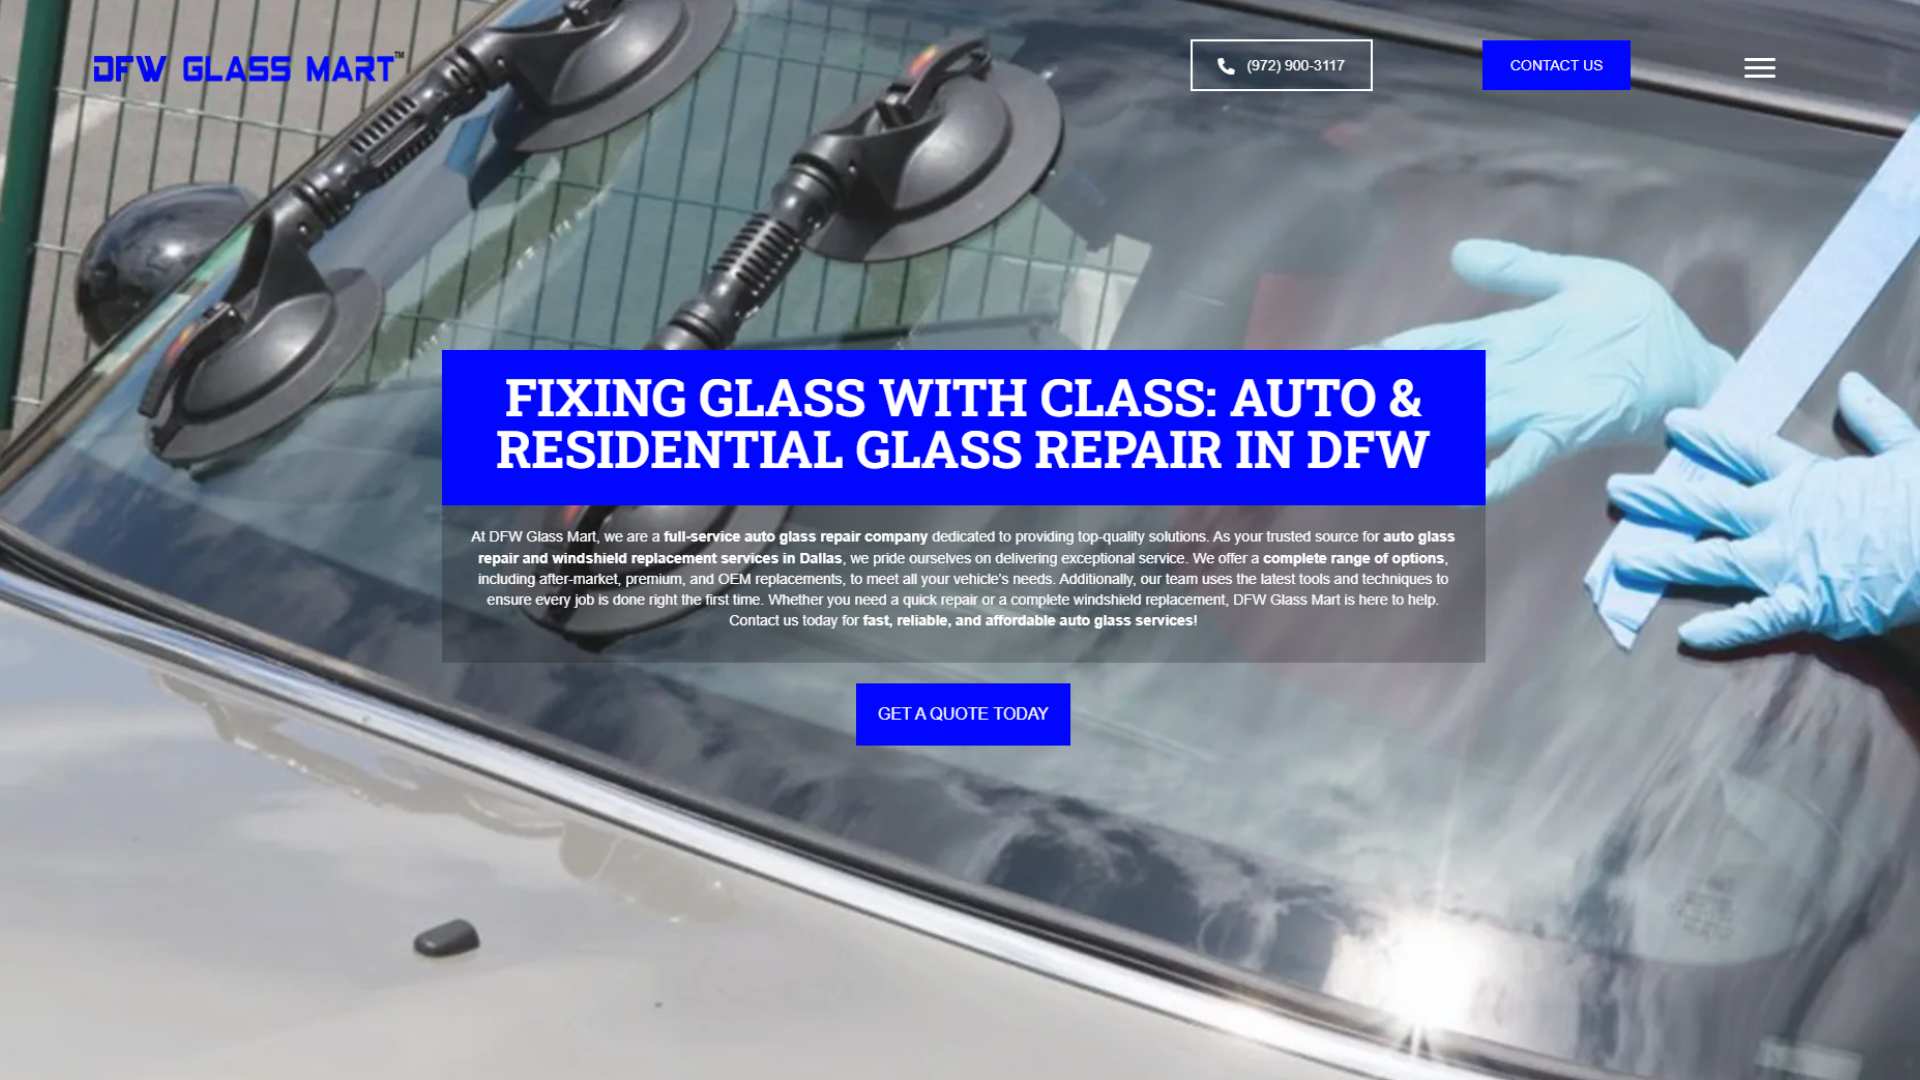 DFW GLASS MART™
(972) 900-3117
CONTACT US
FIXING GLASS WITH CLASS: AUTO &
RESIDENTIAL GLASS REPAIR IN DFW
At DFW Glass Mart, we are a full-service auto glass repair company dedicated to providing top-quality solutions. As your trusted source for auto glass
repair and windshield replacement services in Dallas, we pride ourselves on delivering exceptional service. We offer a complete range of options,
including after-market, premium, and OEM replacements, to meet all your vehicle's needs. Additionally, our team uses the latest tools and techniques to
ensure every job is done right the first time. Whether you need a quick repair or a complete windshield replacement, DFW Glass Mart is here to help.
Contact us today for fast, reliable, and affordable auto glass services!
GET A QUOTE TODAY